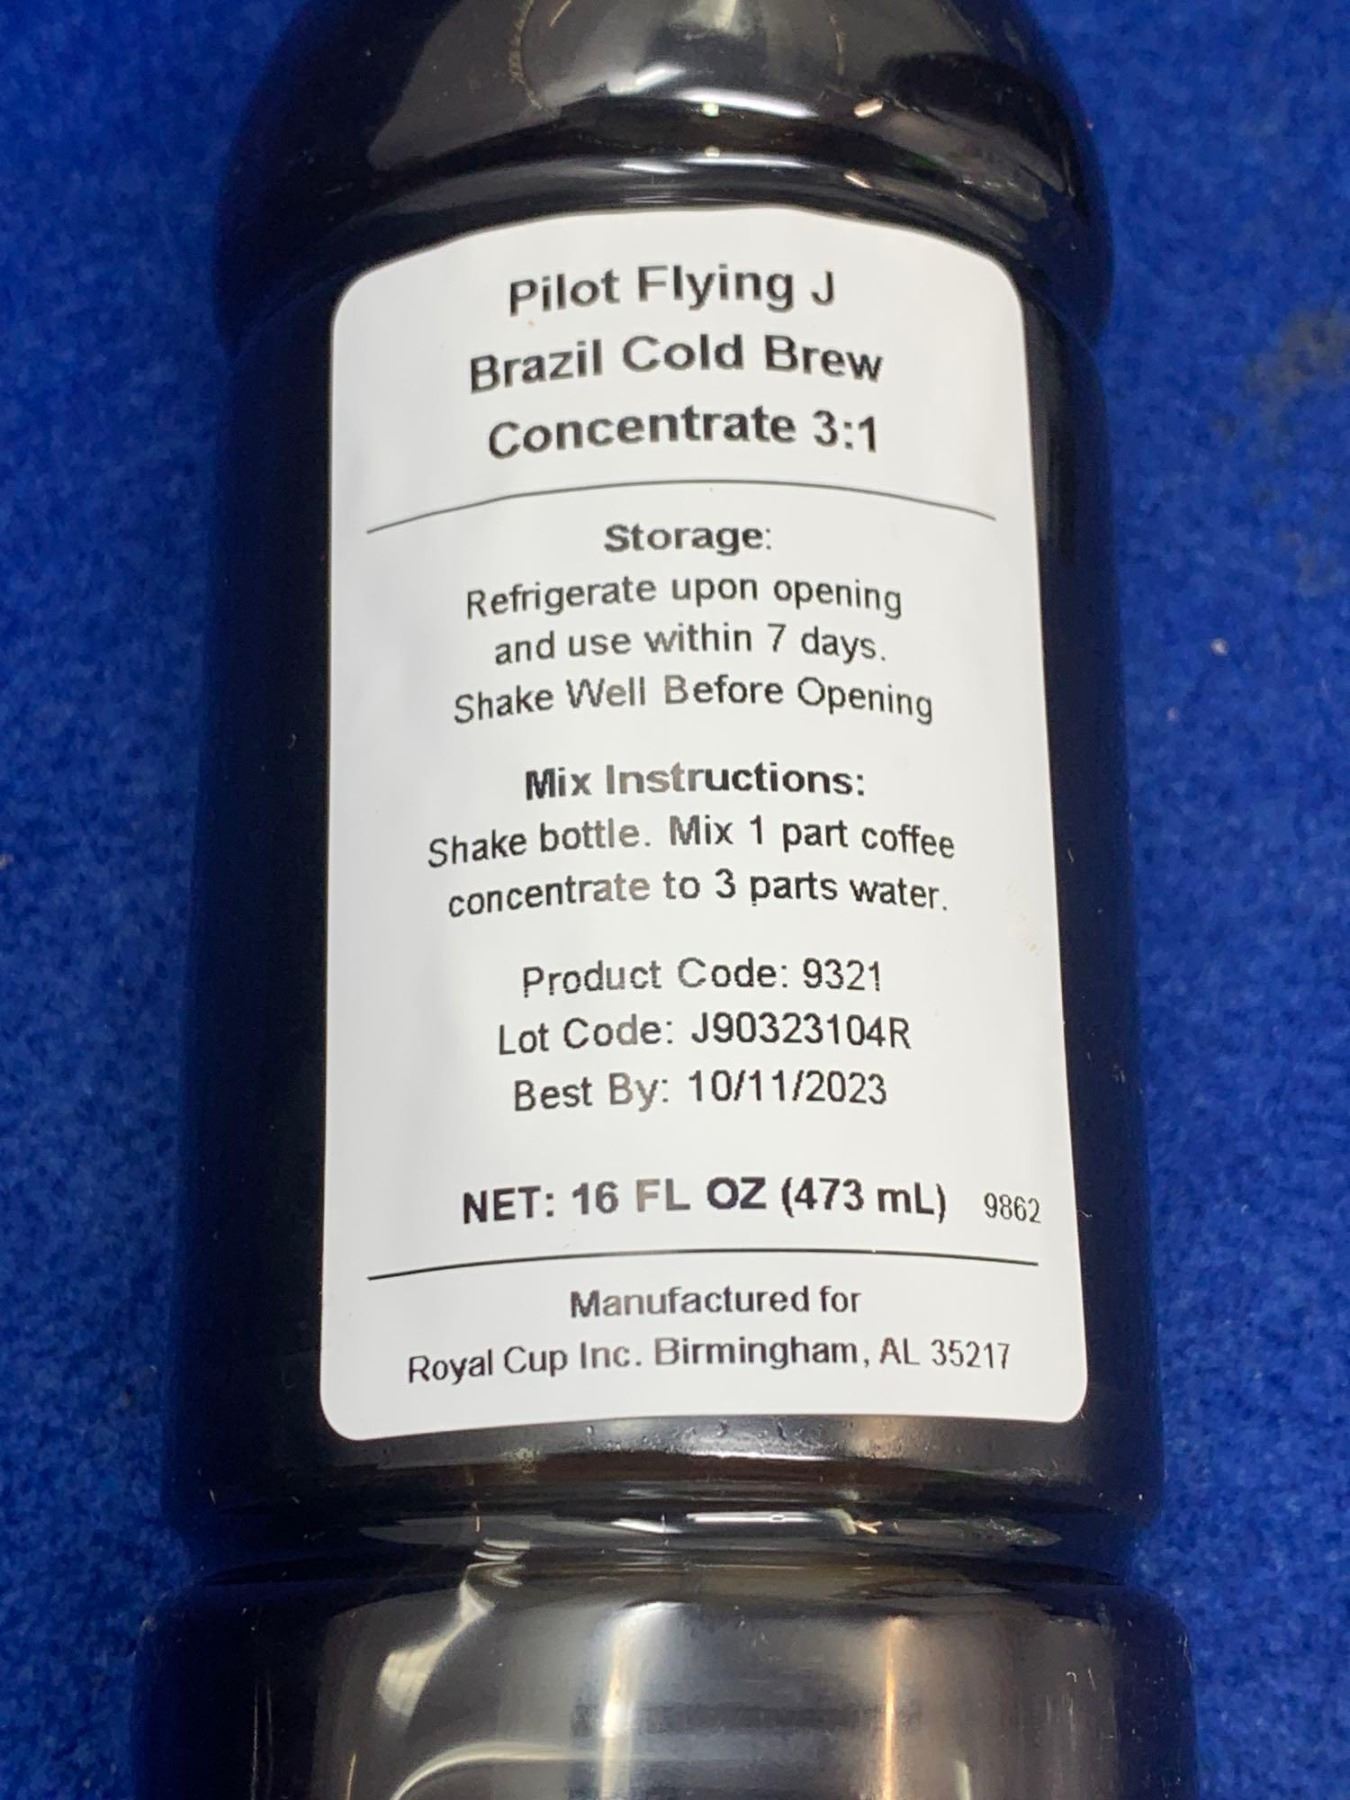 Pilot Flying J
Brazil Cold Brew
Concentrate 3:1
Storage:
Refrigerate upon opening
and use within 7 days.
Shake Well Before Opening
Mix Instructions:
Shake bottle. Mix 1 part coffee
concentrate to 3 parts water.
Product Code: 9321
Lot Code: J90323104R
Best By: 10/11/2023
NET: 16 FL OZ (473 mL) 9862
Manufactured for
Royal Cup Inc. Birmingham, AL 35217